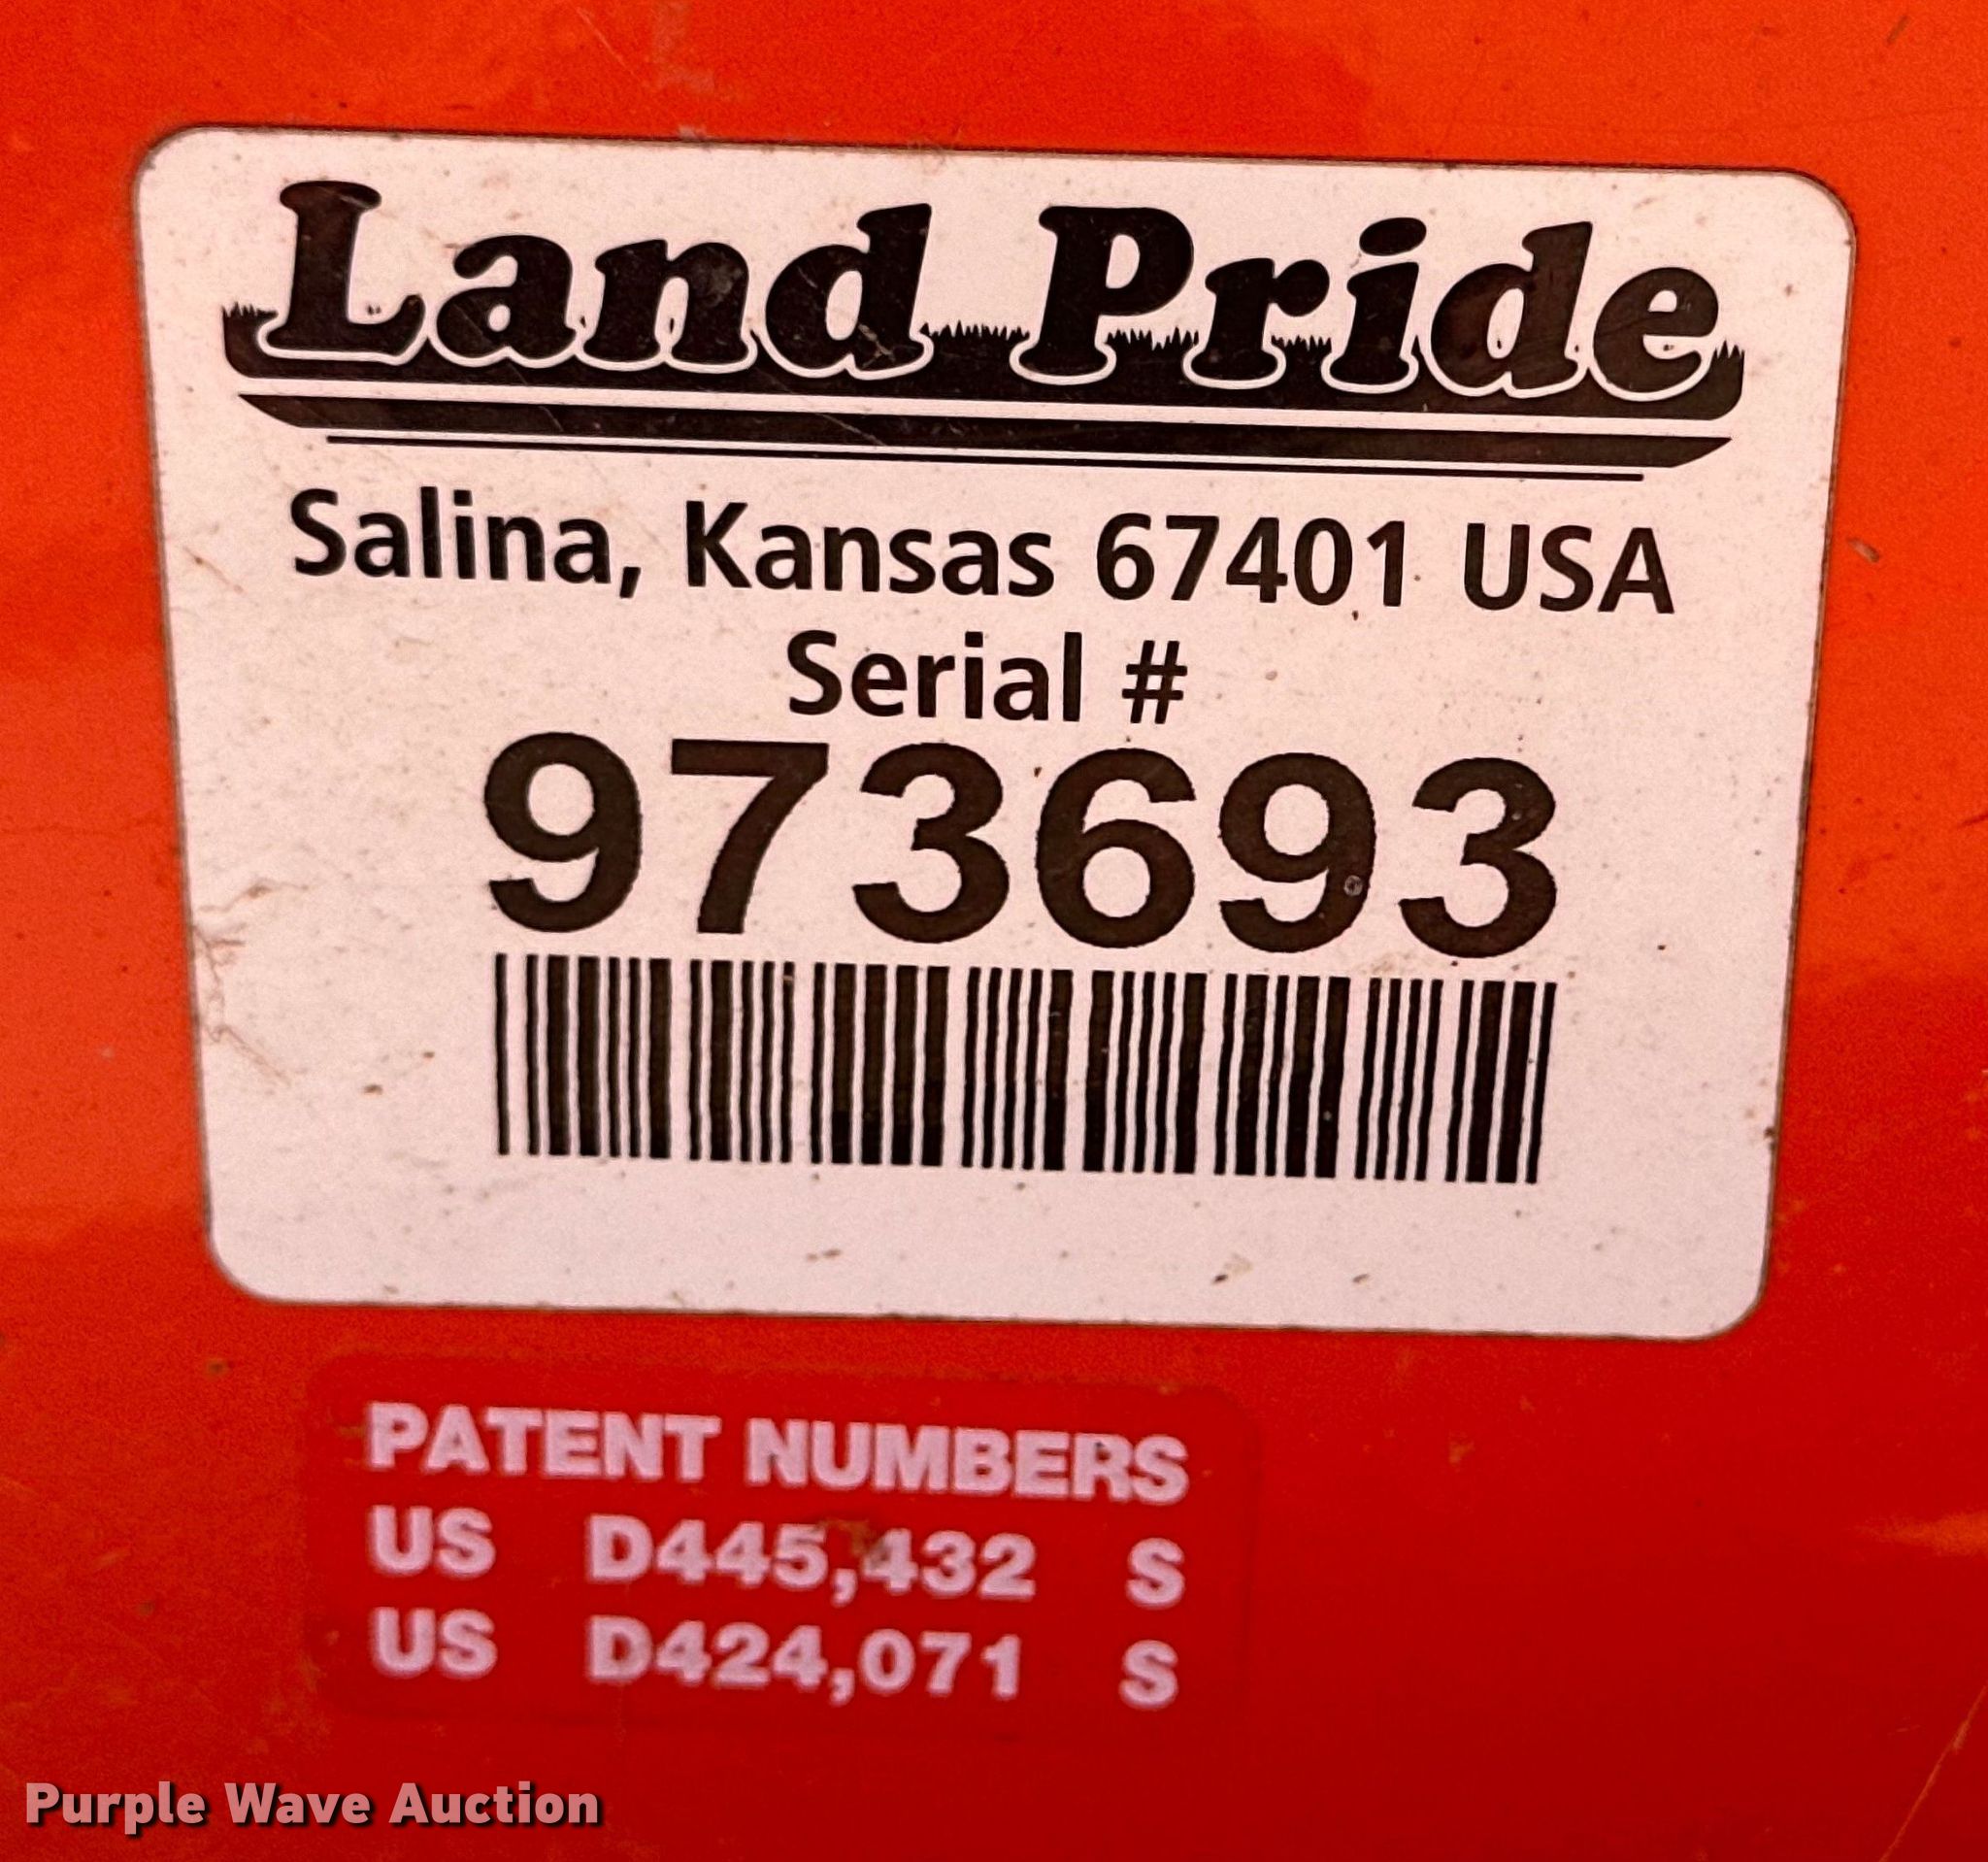 Land Pride
Salina, Kansas 67401 USA
Serial #
973693
PATENT NUMBERS
US D445,432 S
US D424,071 S
Purple Wave Auction